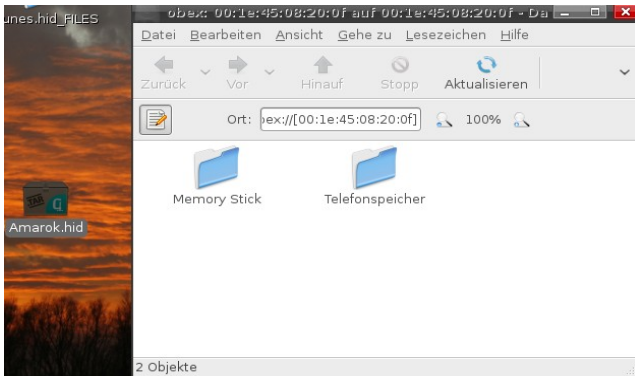 unes.hid_FILES
obex: 00:1e:45:08:20:0f auf 00:1e:45:08:20:0f - Da
Datei Bearbeiten Ansicht Gehe zu Lesezeichen Hilfe
Zurück Vor Hinauf Stopp Aktualisieren
Ort: bex://[00:1e:45:08:20:0f] 100%
Memory Stick Telefonspeicher
Amarok.hid
2 Objekte